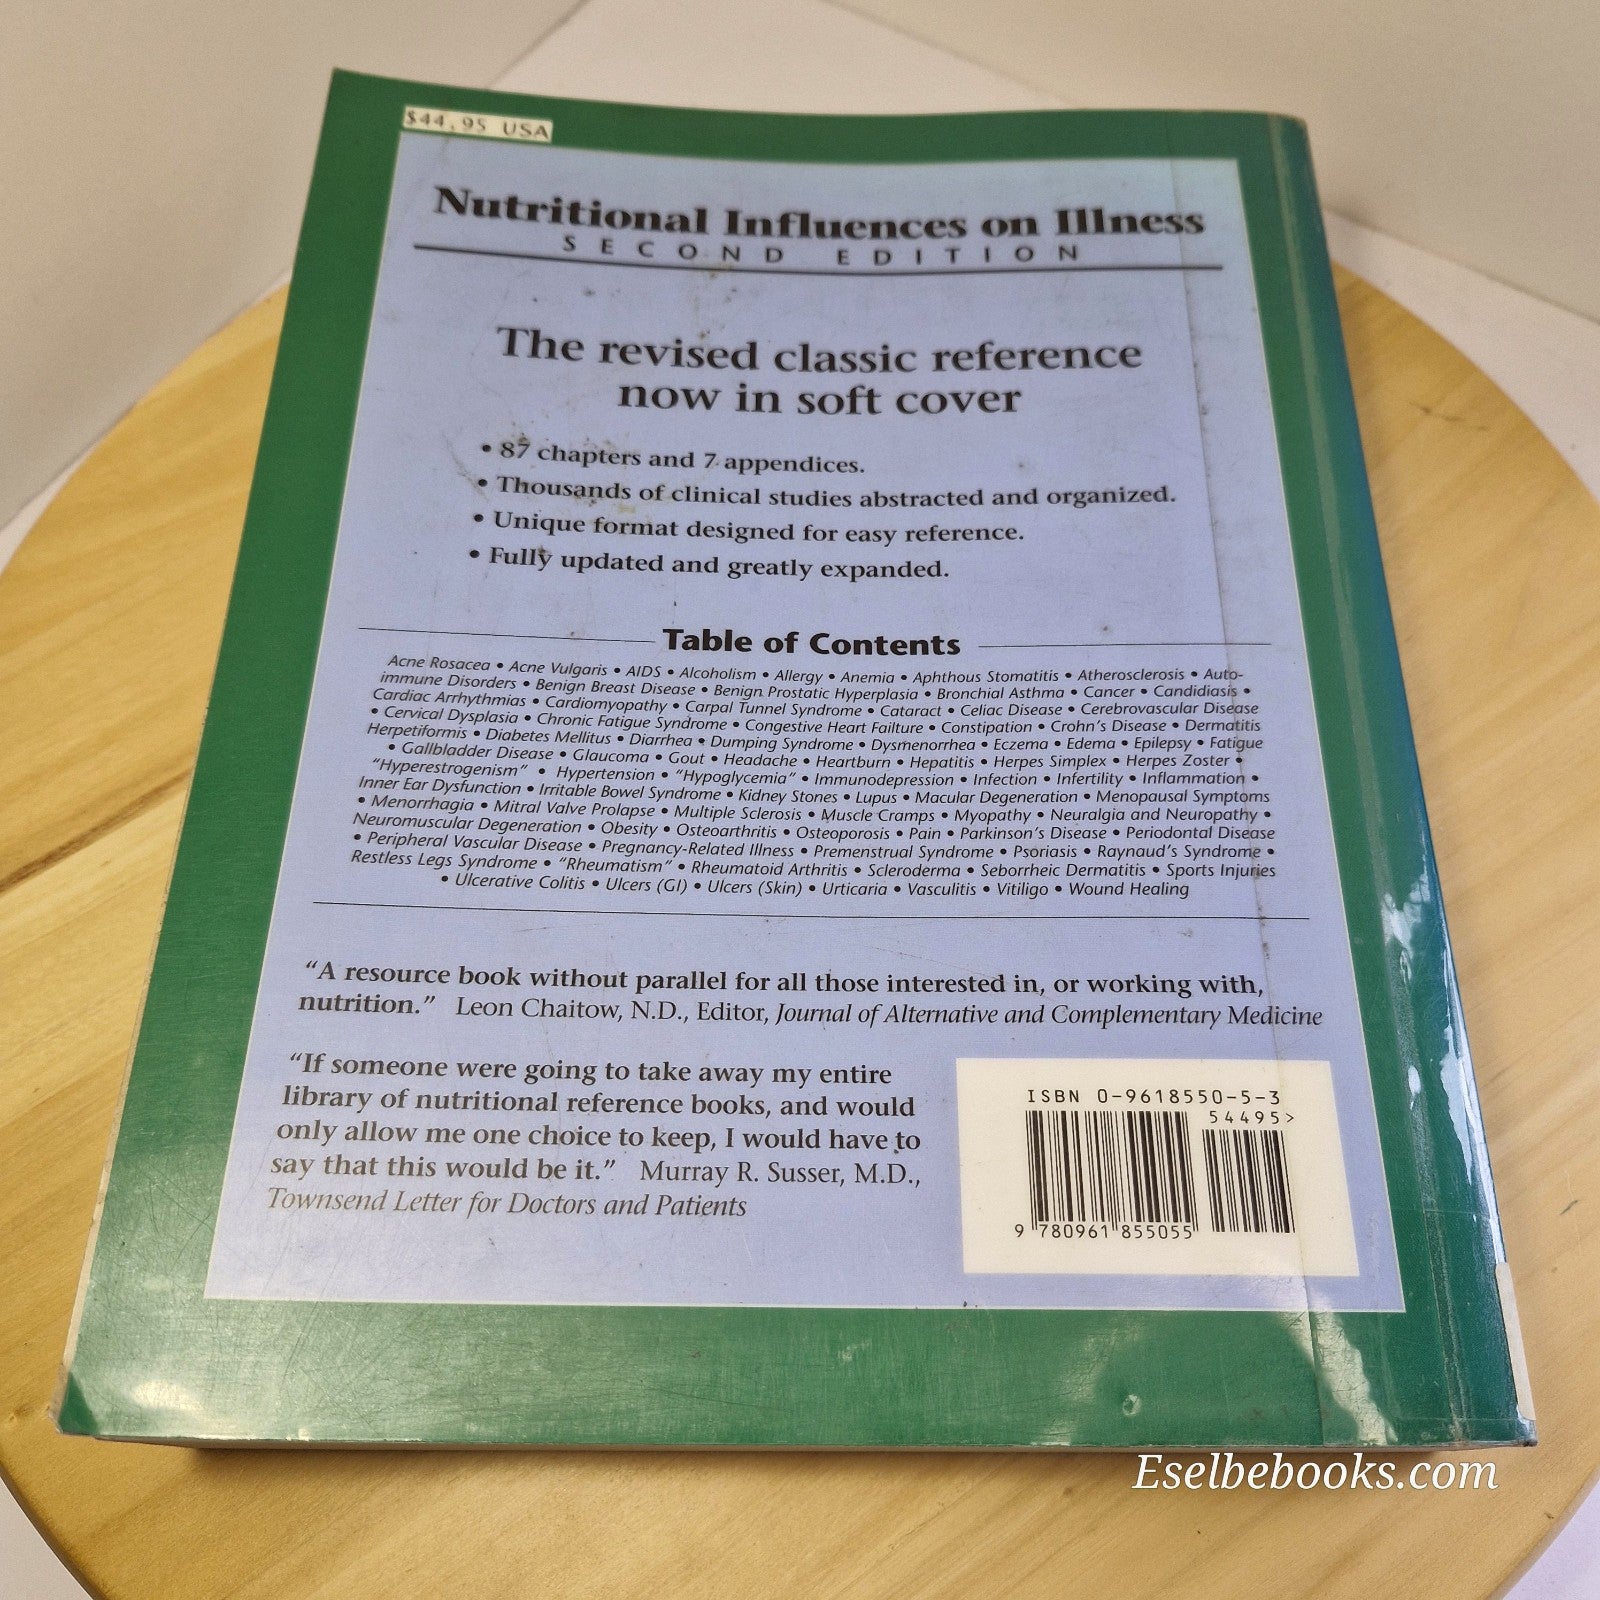 $44.95 USA
Nutritional Influences on Illness
SECOND EDITION
The revised classic reference
now in soft cover
• 87 chapters and 7 appendices.
• Thousands of clinical studies abstracted and organized.
• Unique format designed for easy reference.
• Fully updated and greatly expanded.
Table of Contents
Acne Rosacea • Acne Vulgaris • AIDS • Alcoholism • Allergy • Anemia • Aphthous Stomatitis • Atherosclerosis • Auto-
immune Disorders • Benign Breast Disease • Benign Prostatic Hyperplasia • Bronchial Asthma • Cancer • Candidiasis •
Cardiac Arrhythmias • Cardiomyopathy • Carpal Tunnel Syndrome • Cataract • Celiac Disease • Cerebrovascular Disease
• Cervical Dysplasia • Chronic Fatigue Syndrome • Congestive Heart Failture • Constipation • Crohn's Disease • Dermatitis
Herpetiformis • Diabetes Mellitus • Diarrhea • Dumping Syndrome • Dysmenorrhea • Eczema • Edema • Epilepsy • Fatigue
• Gallbladder Disease • Glaucoma • Gout • Headache • Heartburn • Hepatitis • Herpes Simplex • Herpes Zoster •
"Hyperestrogenism" • Hypertension • "Hypoglycemia" • Immunodepression • Infection • Infertility • Inflammation •
Inner Ear Dysfunction • Irritable Bowel Syndrome • Kidney Stones • Lupus • Macular Degeneration • Menopausal Symptoms
• Menorrhagia • Mitral Valve Prolapse • Multiple Sclerosis • Muscle Cramps • Myopathy • Neuralgia and Neuropathy •
Neuromuscular Degeneration • Obesity • Osteoarthritis • Osteoporosis • Pain • Parkinson's Disease • Periodontal Disease
• Peripheral Vascular Disease • Pregnancy-Related Illness • Premenstrual Syndrome • Psoriasis • Raynaud's Syndrome •
Restless Legs Syndrome • "Rheumatism" • Rheumatoid Arthritis • Scleroderma • Seborrheic Dermatitis • Sports Injuries
• Ulcerative Colitis • Ulcers (GI) • Ulcers (Skin) • Urticaria • Vasculitis • Vitiligo • Wound Healing
"A resource book without parallel for all those interested in, or working with,
nutrition." Leon Chaitow, N.D., Editor, Journal of Alternative and Complementary Medicine
"If someone were going to take away my entire
library of nutritional reference books, and would
only allow me one choice to keep, I would have to
say that this would be it." Murray R. Susser, M.D.,
Townsend Letter for Doctors and Patients
ISBN 0-9618550-5-3
54495>
9 780961 855055
Eselbebooks.com